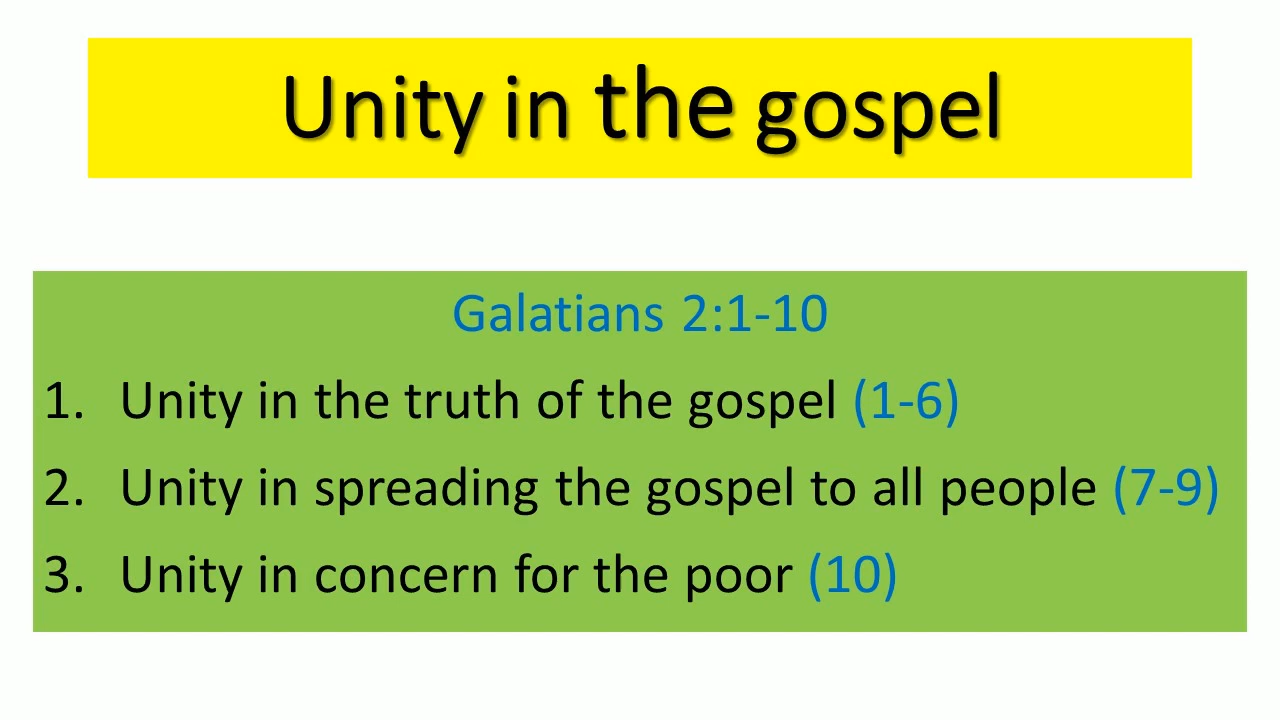 Unity in the gospel
Galatians 2:1-10
1. Unity in the truth of the gospel (1-6)
2. Unity in spreading the gospel to all people (7-9)
3. Unity in concern for the poor (10)